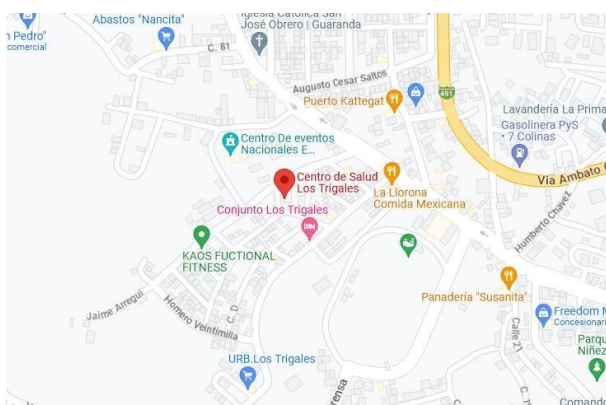 Iglesia Católica San
José Obrero | Guaranda
Abastos "Nancita"
n Pedro"
comercial
C. 81
Augusto Cesar Saltos
491
Puerto Kattegat
Lavandería La Prima
Gasolinera PyS
• 7 Colinas
Centro De eventos
Nacionales E...
Via Ambato
Centro de Salud
Los Trigales
La Llorona
Comida Mexicana
Conjunto Los Trigales
Humberto Chavez
KAOS FUCTIONAL
FITNESS
Panadería "Susanita"
Jaime Arregui
Homero Veintimilla
C. D
Freedom M
Concesionari
Calle 21
Parqu
Niñez
URB.Los Trigales
rensa
Comando